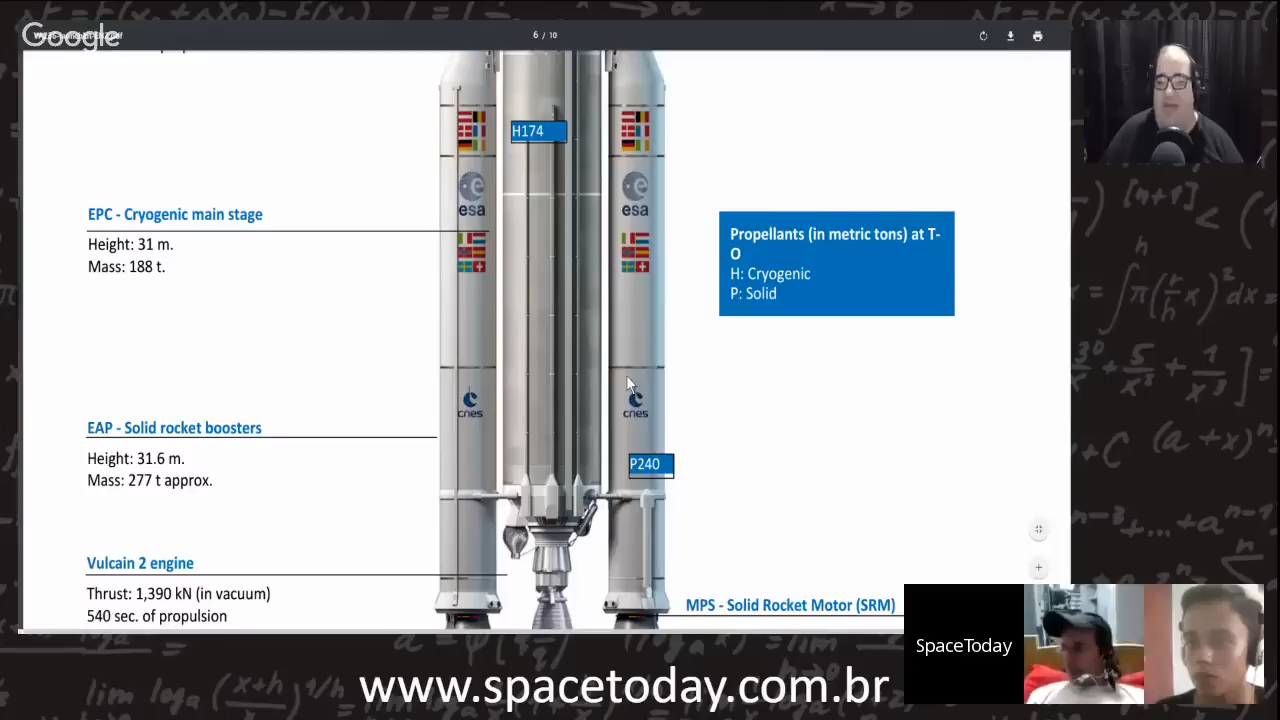 Google
6 / 10
H174
esa
esa
EPC - Cryogenic main stage
Height: 31 m.
Mass: 188 t.
Propellants (in metric tons) at T-
O
H: Cryogenic
P: Solid
cnes
cnes
EAP - Solid rocket boosters
Height: 31.6 m.
Mass: 277 t approx.
P240
Vulcain 2 engine
Thrust: 1,390 kN (in vacuum)
540 sec. of propulsion
MPS - Solid Rocket Motor (SRM)
SpaceToday
www.spacetoday.com.br